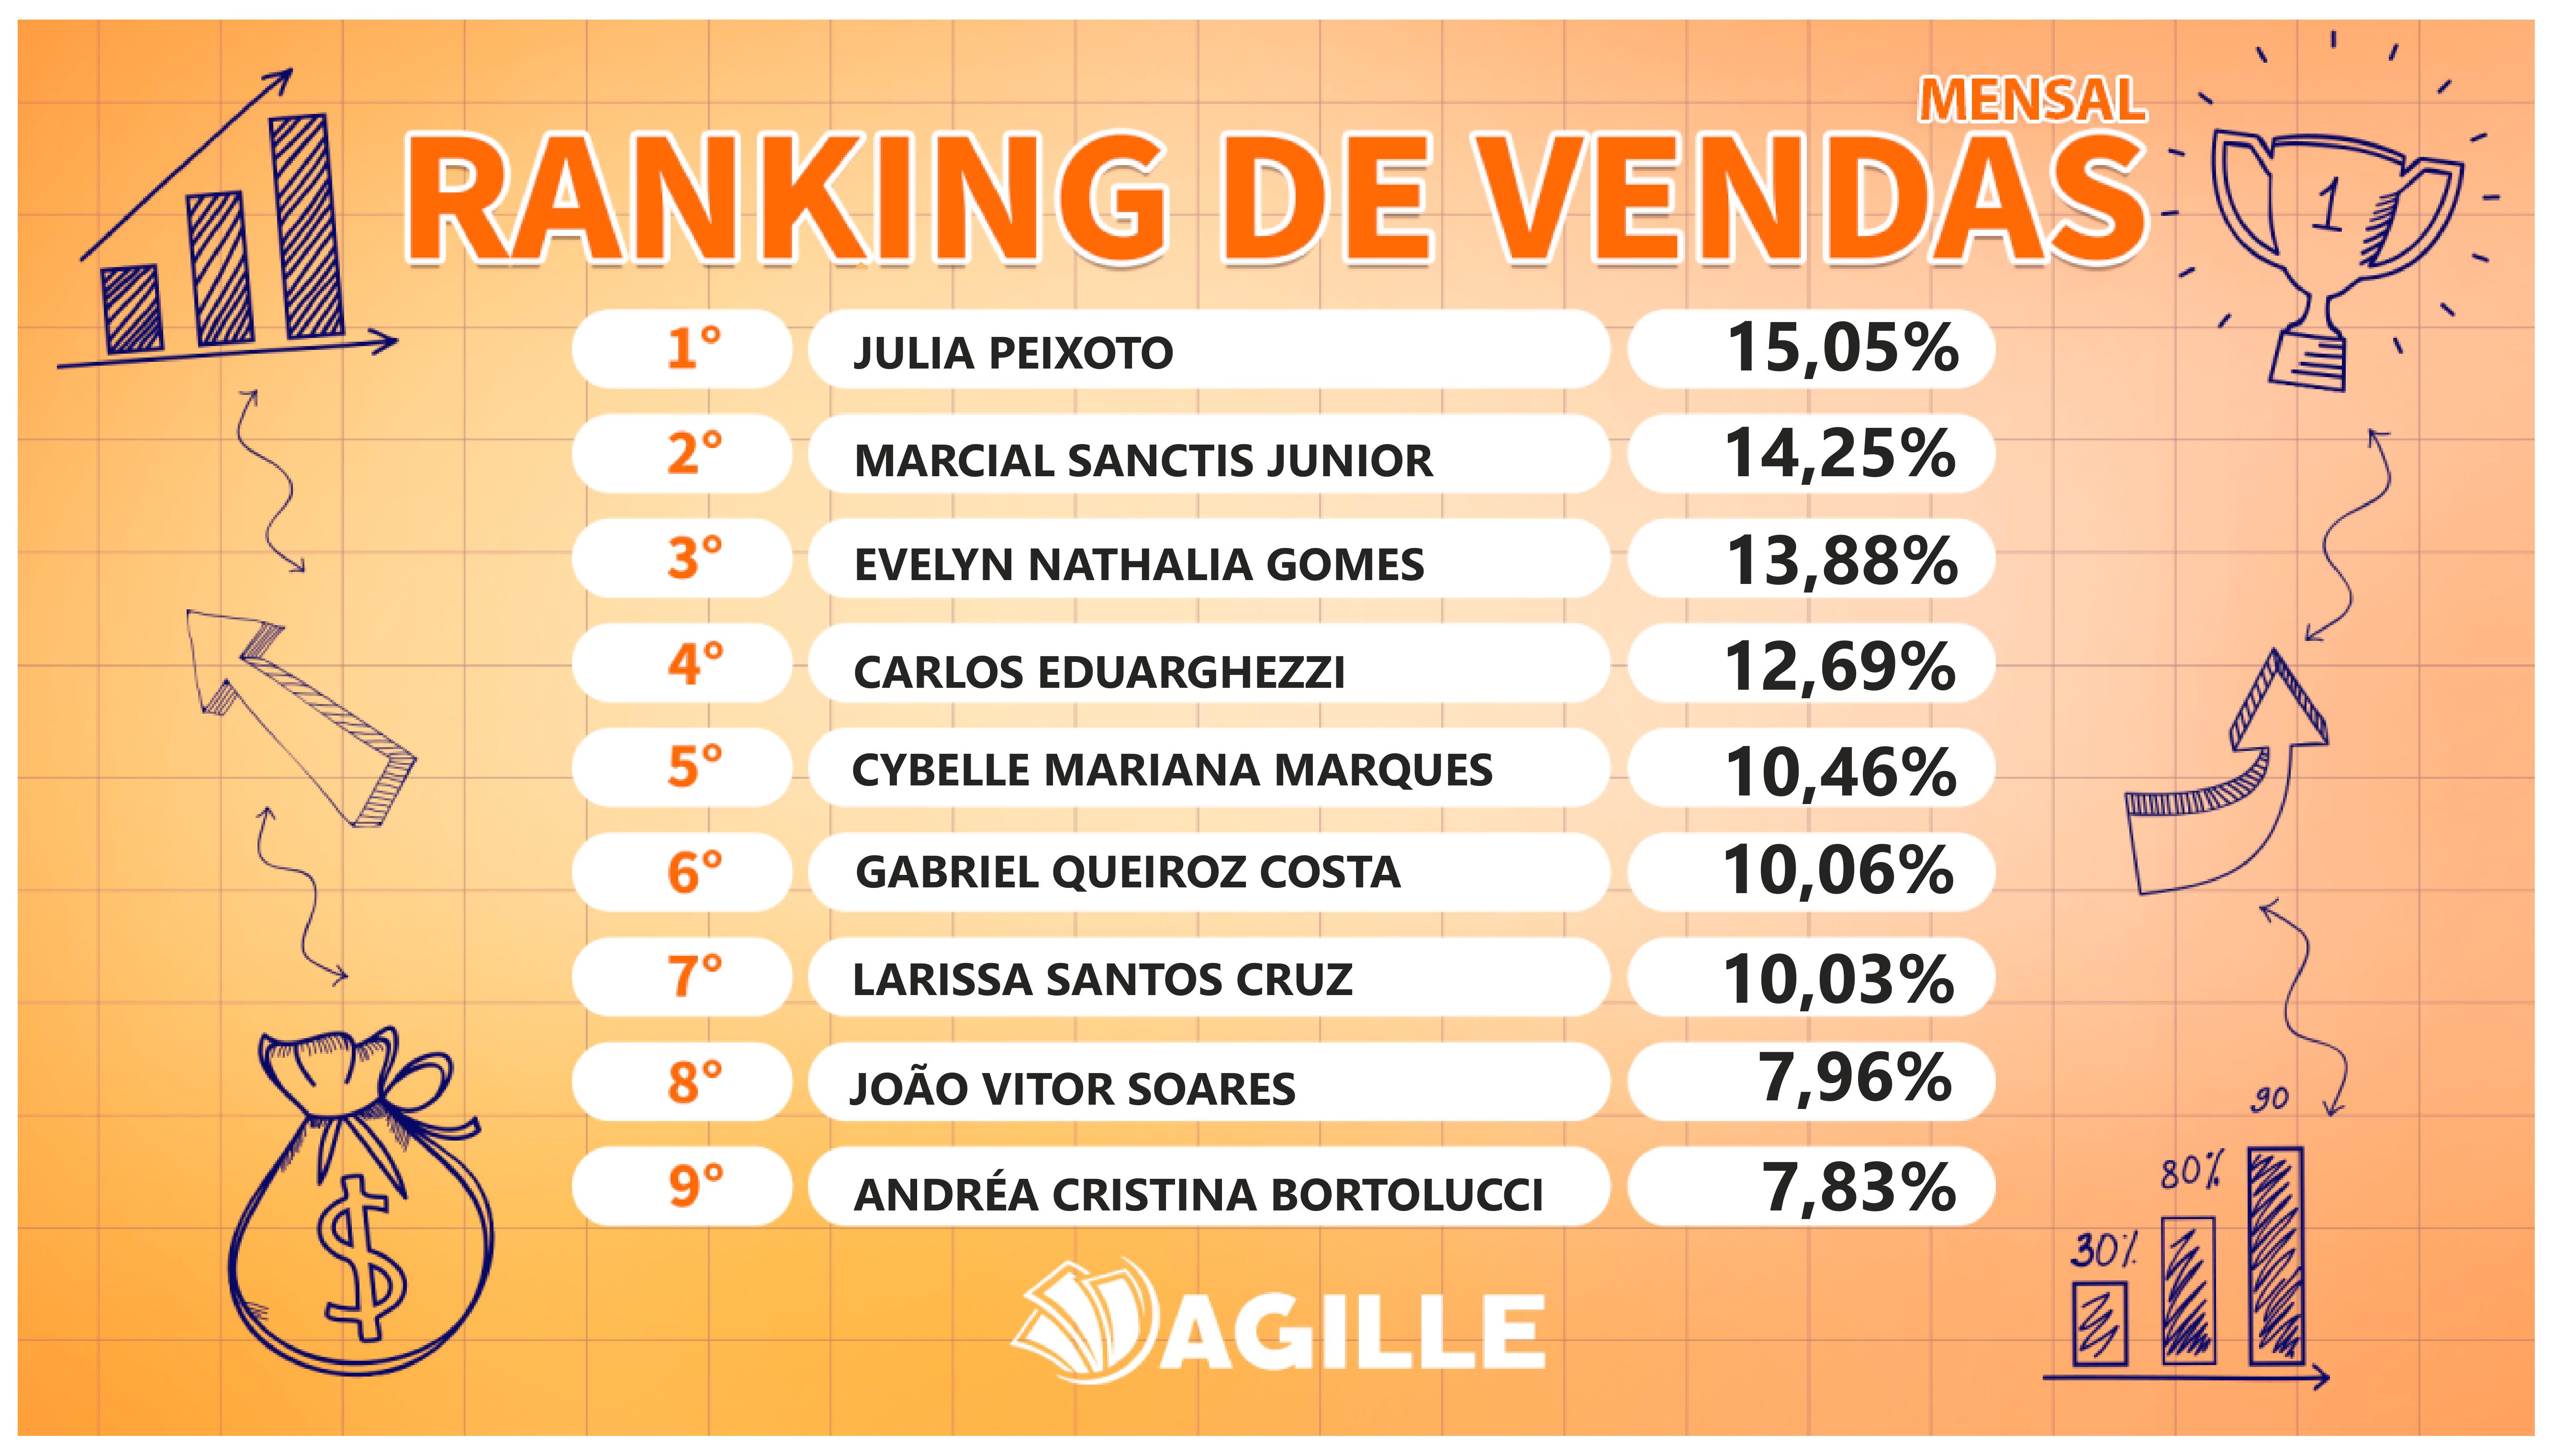 MENSAL
RANKING DE VENDAS
1
1° JULIA PEIXOTO 15,05%
2° MARCIAL SANCTIS JUNIOR 14,25%
3° EVELYN NATHALIA GOMES 13,88%
4° CARLOS EDUARGHEZZI 12,69%
5° CYBELLE MARIANA MARQUES 10,46%
6° GABRIEL QUEIROZ COSTA 10,06%
7° LARISSA SANTOS CRUZ 10,03%
8° JOÃO VITOR SOARES 7,96%
9° ANDRÉA CRISTINA BORTOLUCCI 7,83%
$
90
80%
30%
AGILLE